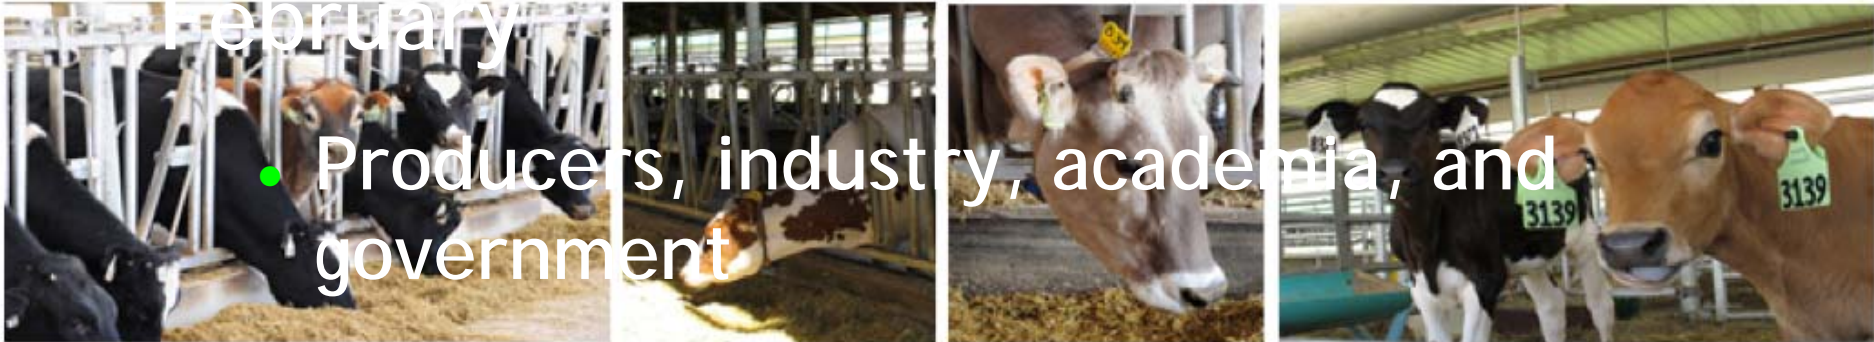 February
• Producers, industry, academia, and
government
3139
3139